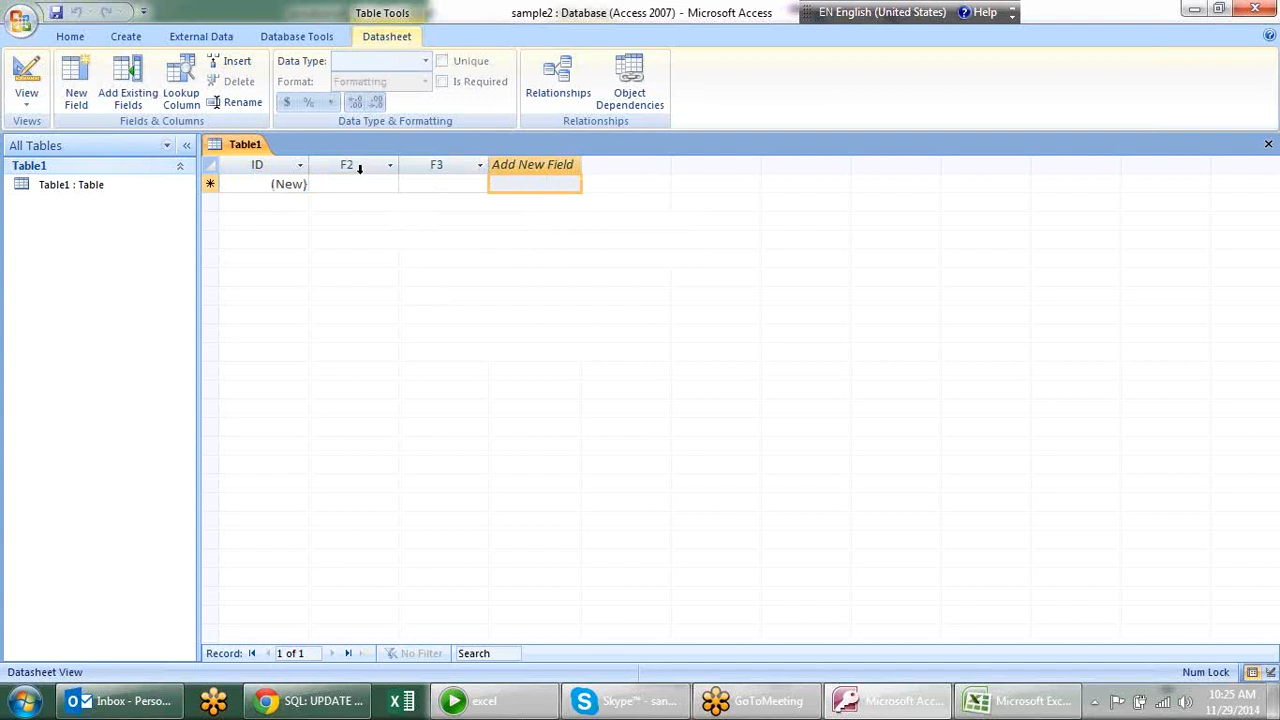 Table Tools
sample2 : Database (Access 2007) - Microsoft Access
EN English (United States)
Help
Home
Create
External Data
Database Tools
Datasheet
View
Views
New Field
Add Existing Fields
Lookup Column
Insert
Delete
Rename
Fields & Columns
Data Type:
Format:
Formatting
$ % ,
Unique
Is Required
Data Type & Formatting
Relationships
Object Dependencies
Relationships
All Tables
«
Table1
Table1 : Table
Table1
ID
F2
F3
Add New Field
(New)
Record:
1 of 1
No Filter
Search
Datasheet View
Num Lock
Inbox - Perso...
SQL: UPDATE ...
excel
Skype™ - san...
GoToMeeting
Microsoft Acc...
Microsoft Exc...
10:25 AM
11/29/2014